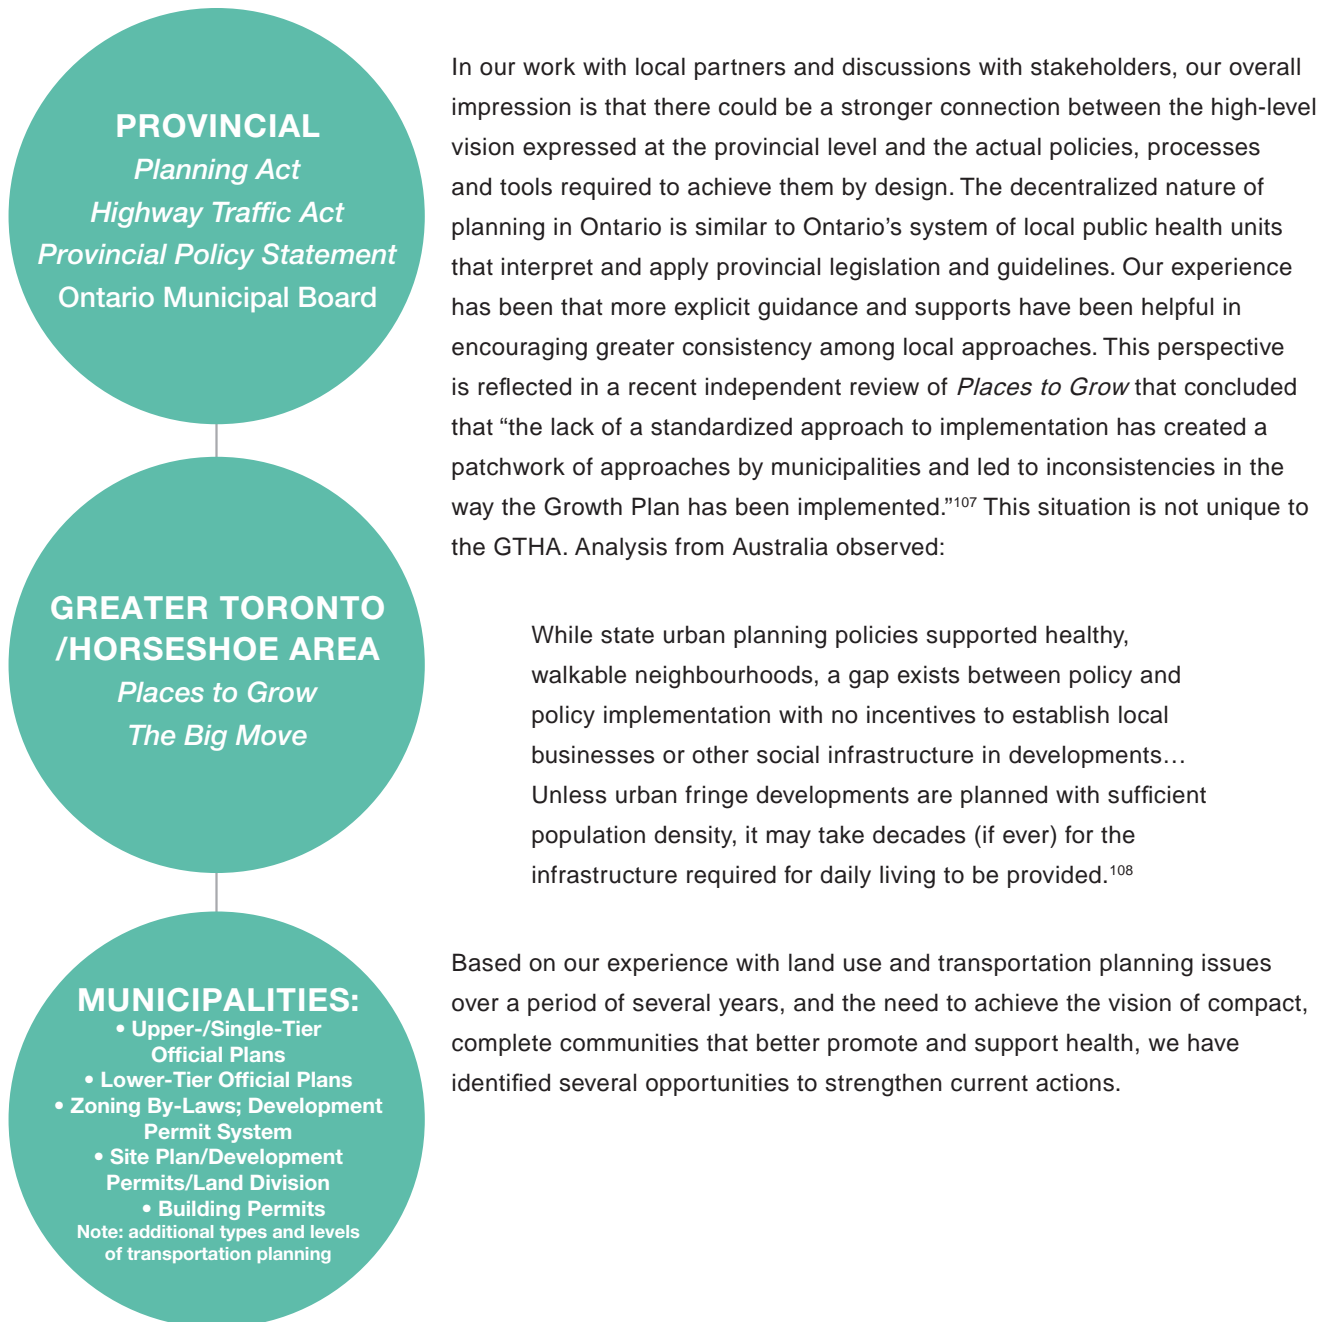 PROVINCIAL
Planning Act
Highway Traffic Act
Provincial Policy Statement
Ontario Municipal Board
GREATER TORONTO
/HORSESHOE AREA
Places to Grow
The Big Move
MUNICIPALITIES:
• Upper-/Single-Tier
Official Plans
• Lower-Tier Official Plans
• Zoning By-Laws; Development
Permit System
• Site Plan/Development
Permits/Land Division
• Building Permits
Note: additional types and levels
of transportation planning
In our work with local partners and discussions with stakeholders, our overall
impression is that there could be a stronger connection between the high-level
vision expressed at the provincial level and the actual policies, processes
and tools required to achieve them by design. The decentralized nature of
planning in Ontario is similar to Ontario’s system of local public health units
that interpret and apply provincial legislation and guidelines. Our experience
has been that more explicit guidance and supports have been helpful in
encouraging greater consistency among local approaches. This perspective
is reflected in a recent independent review of Places to Grow that concluded
that “the lack of a standardized approach to implementation has created a
patchwork of approaches by municipalities and led to inconsistencies in the
way the Growth Plan has been implemented.”107 This situation is not unique to
the GTHA. Analysis from Australia observed:
While state urban planning policies supported healthy,
walkable neighbourhoods, a gap exists between policy and
policy implementation with no incentives to establish local
businesses or other social infrastructure in developments…
Unless urban fringe developments are planned with sufficient
population density, it may take decades (if ever) for the
infrastructure required for daily living to be provided.108
Based on our experience with land use and transportation planning issues
over a period of several years, and the need to achieve the vision of compact,
complete communities that better promote and support health, we have
identified several opportunities to strengthen current actions.